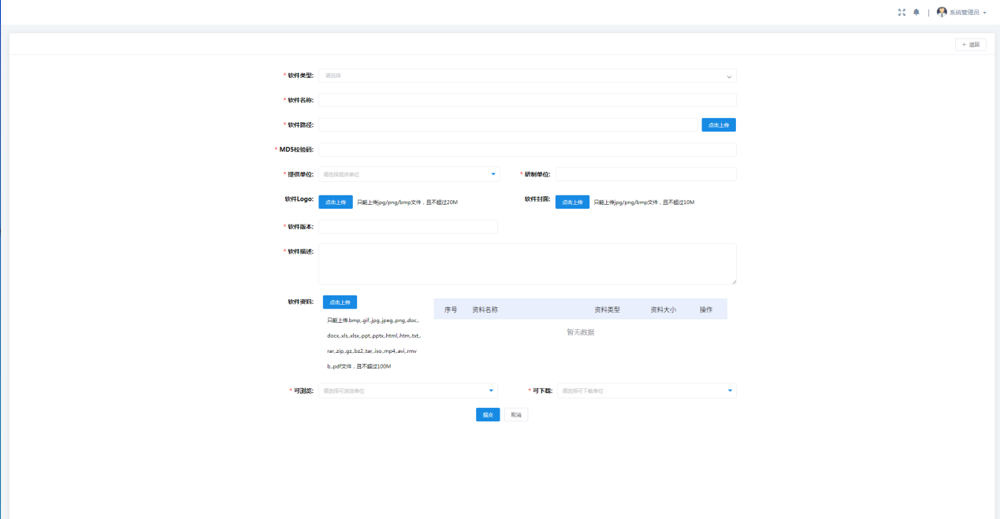 系统管理员
← 返回
* 软件类型: 请选择
* 软件名称:
* 软件路径: 点击上传
* MD5校验码:
* 提供单位: 请选择提供单位 * 研制单位:
软件Logo: 点击上传 只能上传jpg/png/bmp文件，且不超过20M 软件封面: 点击上传 只能上传jpg/png/bmp文件，且不超过10M
* 软件版本:
* 软件描述:
软件资料: 点击上传
序号 资料名称 资料类型 资料大小 操作
暂无数据
只能上传.bmp,.gif,.jpg,.jpeg,.png,.doc,.
docx,.xls,.xlsx,.ppt,.pptx,.html,.htm,.txt,.
rar,.zip,.gz,.bz2,.tar,.iso,.mp4,.avi,.rmv
b,.pdf文件，且不超过100M
* 可浏览: 请选择可浏览单位 * 可下载: 请选择可下载单位
提交 取消